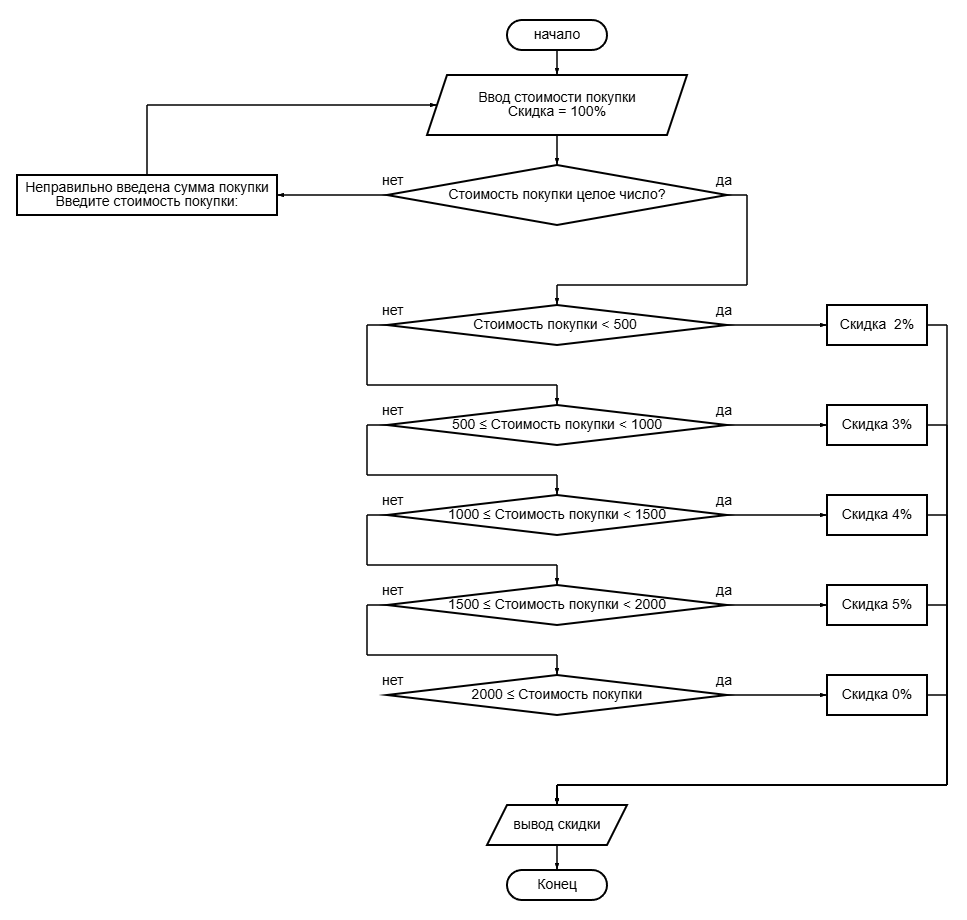 начало
Ввод стоимости покупки
Скидка = 100%
нет
Стоимость покупки целое число?
да
Неправильно введена сумма покупки
Введите стоимость покупки:
нет
Стоимость покупки < 500
да
Скидка  2%
нет
500 ≤ Стоимость покупки < 1000
да
Скидка 3%
нет
1000 ≤ Стоимость покупки < 1500
да
Скидка 4%
нет
1500 ≤ Стоимость покупки < 2000
да
Скидка 5%
нет
2000 ≤ Стоимость покупки
да
Скидка 0%
вывод скидки
Конец